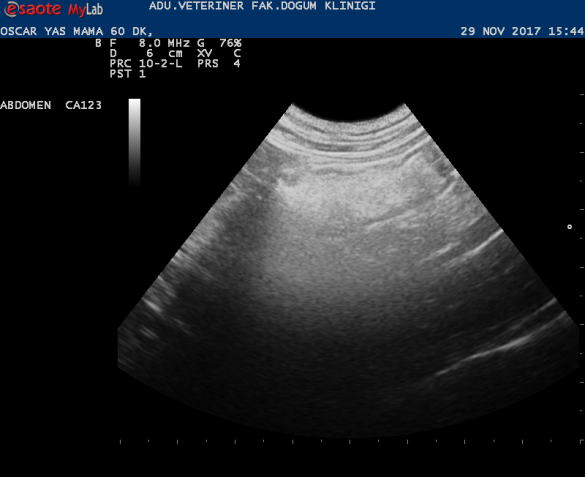 esaote MyLab
ADU.VETERINER FAK.DOGUM KLINIGI
OSCAR YAS MAMA 60 DK,
29 NOV 2017 15:44
B F 8.0 MHz G 76%
D 6 cm XV C
PRC 10-2-L PRS 4
PST 1
ABDOMEN CA123